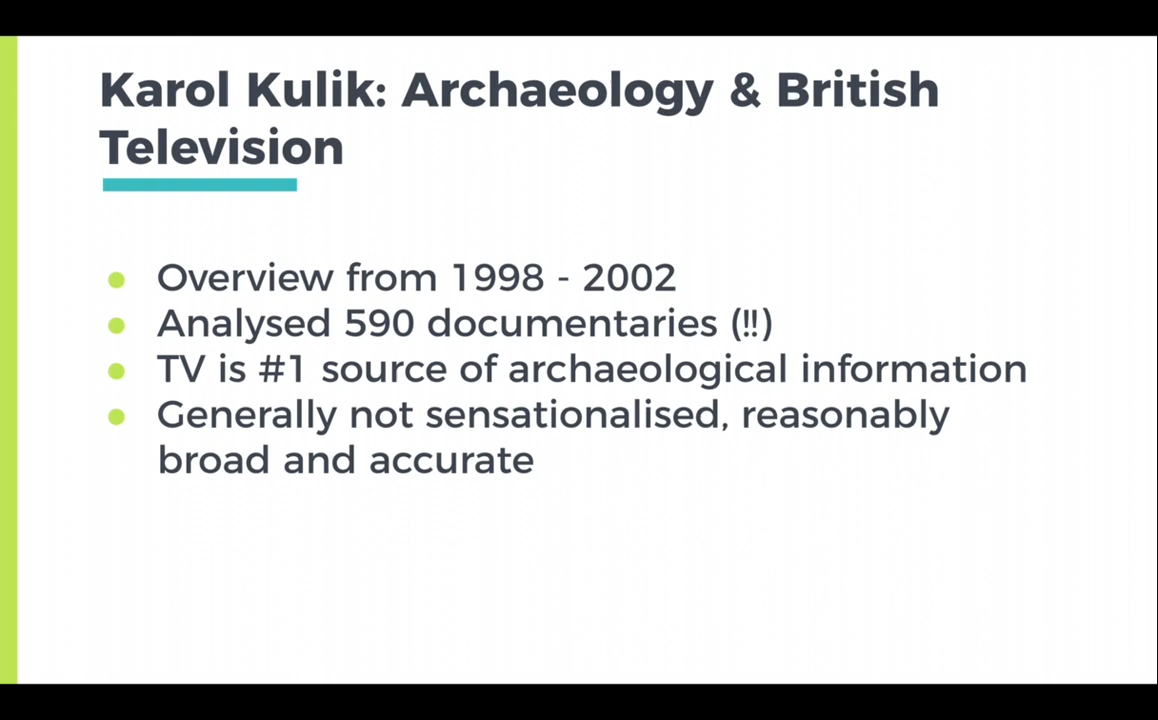 Karol Kulik: Archaeology & British
Television
● Overview from 1998 - 2002
● Analysed 590 documentaries (!!)
● TV is #1 source of archaeological information
● Generally not sensationalised, reasonably
broad and accurate